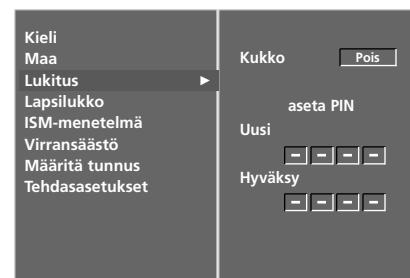 Kieli
Maa
Lukitus ►
Lapsilukko
ISM-menetelmä
Virransäästö
Määritä tunnus
Tehdasasetukset
Kukko Pois
aseta PIN
Uusi
– – – –
Hyväksy
– – – –